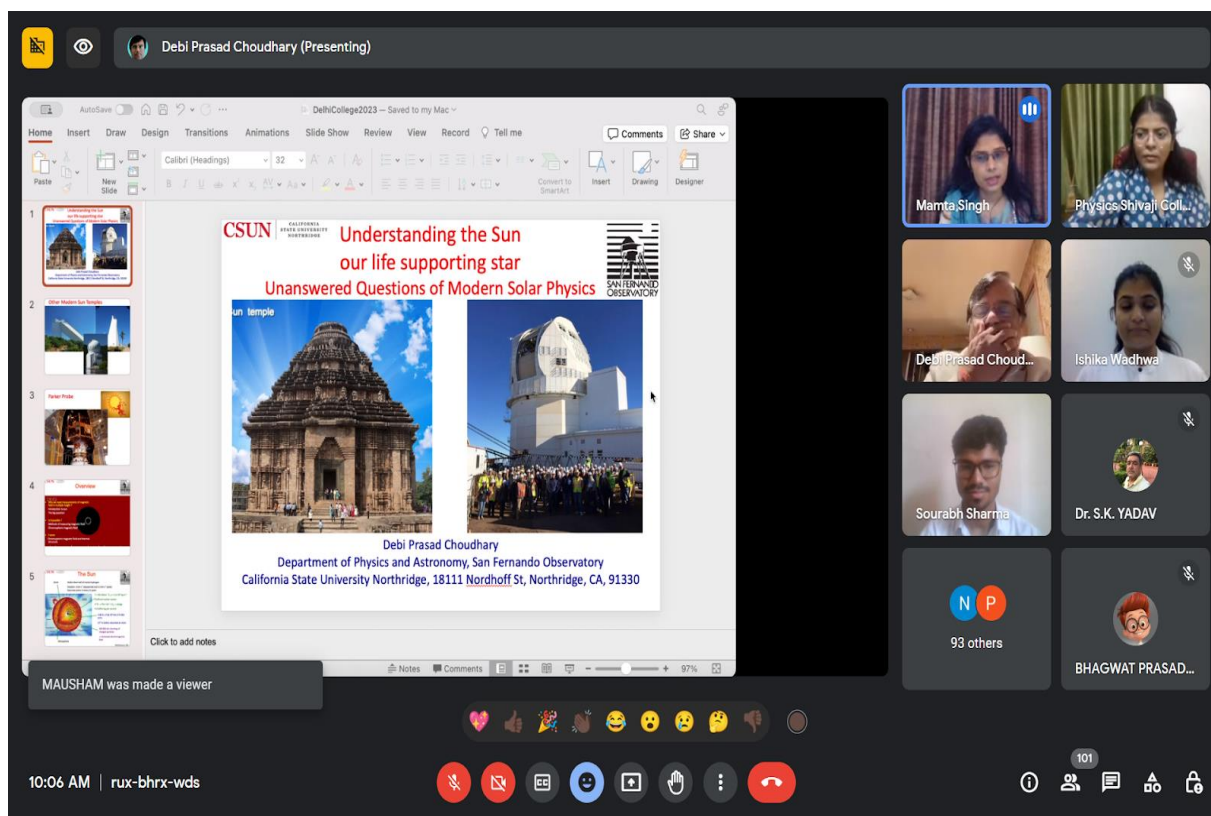 Debi Prasad Choudhary (Presenting)
AutoSave
DelhiCollege2023 — Saved to my Mac
Home Insert Draw Design Transitions Animations Slide Show Review View Record Tell me
Comments Share
Calibri (Headings) 32
Paste
New
Slide
Convert to
SmartArt
Insert
Drawing
Designer
1
2
Other Modern Sun Temples
3
Parker Probe
4
Overview
5
The Sun
CSUN
CALIFORNIA
STATE UNIVERSITY
NORTHRIDGE
Understanding the Sun
our life supporting star
Unanswered Questions of Modern Solar Physics
SAN FERNANDO
OBSERVATORY
un temple
Debi Prasad Choudhary
Department of Physics and Astronomy, San Fernando Observatory
California State University Northridge, 18111 Nordhoff St, Northridge, CA, 91330
Click to add notes
Notes Comments 97%
MAUSHAM was made a viewer
Mamta Singh
Physics Shivaji Coll...
Debi Prasad Choud...
Ishika Wadhwa
Sourabh Sharma
Dr. S.K. YADAV
N P
93 others
BHAGWAT PRASAD...
10:06 AM | rux-bhrx-wds
101